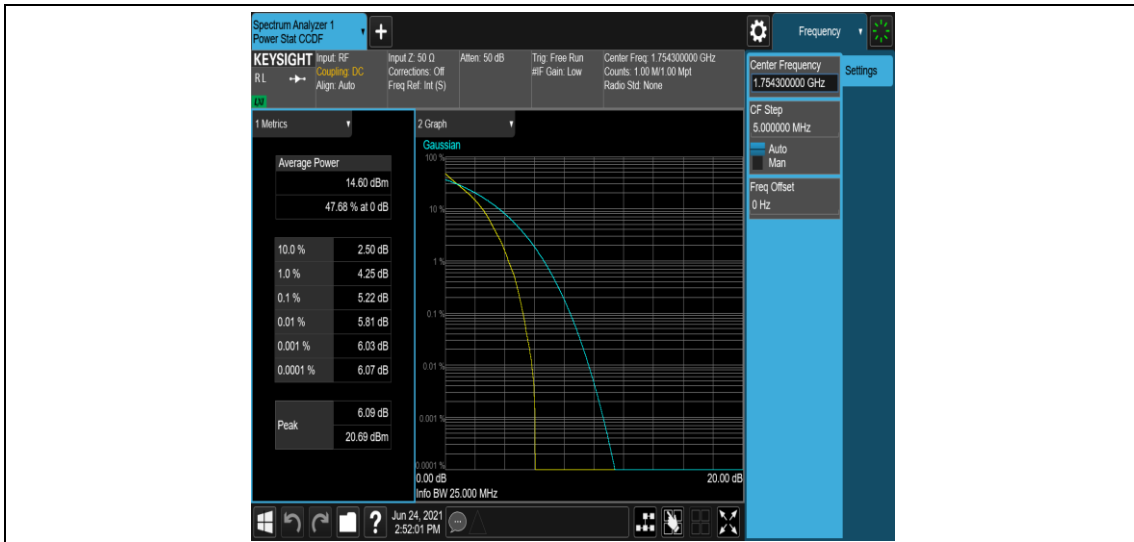 Spectrum Analyzer 1
Power Stat CCDF
+
Frequency
KEYSIGHT
RL
LXI
Input: RF
Coupling: DC
Align: Auto
Input Z: 50 Ω
Corrections: Off
Freq Ref: Int (S)
Atten: 50 dB
Trig: Free Run
#IF Gain: Low
Center Freq: 1.754300000 GHz
Counts: 1.00 M/1.00 Mpt
Radio Std: None
Center Frequency
1.754300000 GHz
Settings
CF Step
5.000000 MHz
Auto
Man
Freq Offset
0 Hz
1 Metrics
Average Power
14.60 dBm
47.68 % at 0 dB
10.0 % 2.50 dB
1.0 % 4.25 dB
0.1 % 5.22 dB
0.01 % 5.81 dB
0.001 % 6.03 dB
0.0001 % 6.07 dB
Peak
6.09 dB
20.69 dBm
2 Graph
Gaussian
100 %
10 %
1 %
0.1 %
0.01 %
0.001 %
0.0001 %
0.00 dB 20.00 dB
Info BW 25.000 MHz
?
Jun 24, 2021
2:52:01 PM